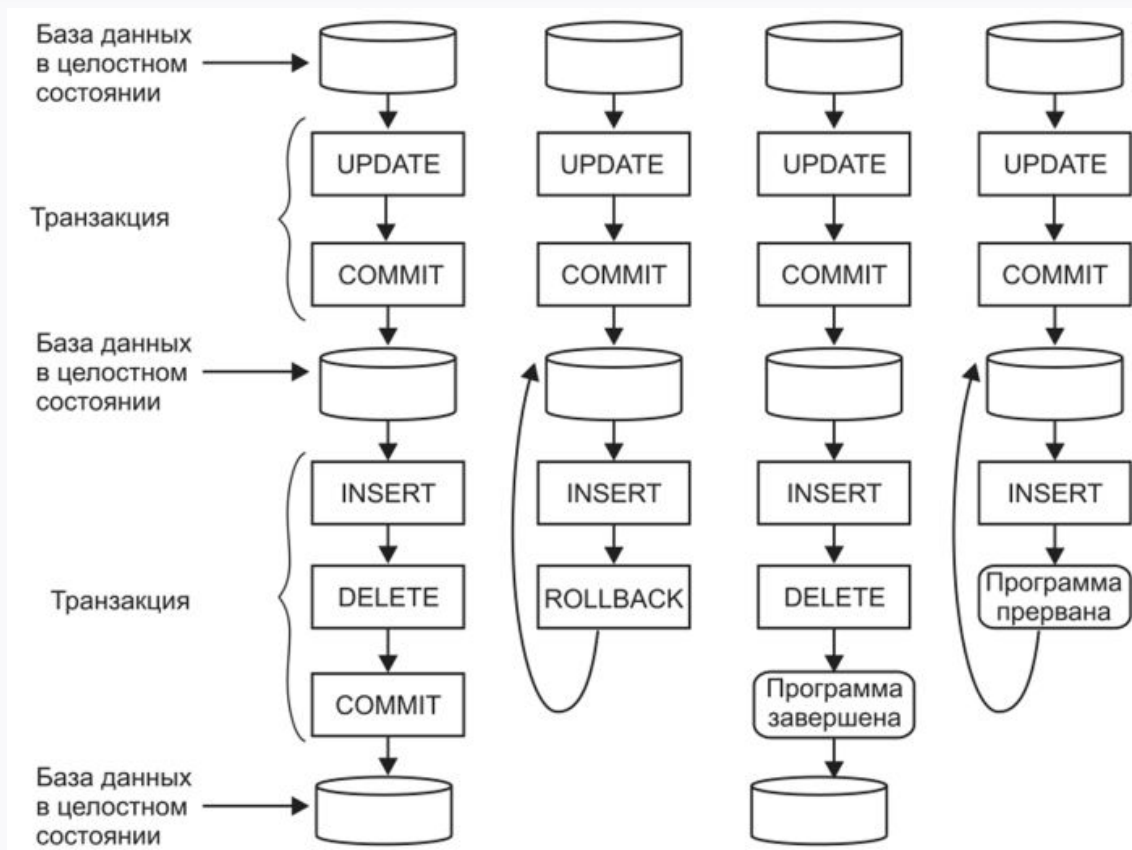 База данных
в целостном
состоянии
UPDATE UPDATE UPDATE UPDATE
Транзакция
COMMIT COMMIT COMMIT COMMIT
База данных
в целостном
состоянии
INSERT INSERT INSERT INSERT
Транзакция
DELETE ROLLBACK DELETE
Программа
прервана
COMMIT
Программа
завершена
База данных
в целостном
состоянии